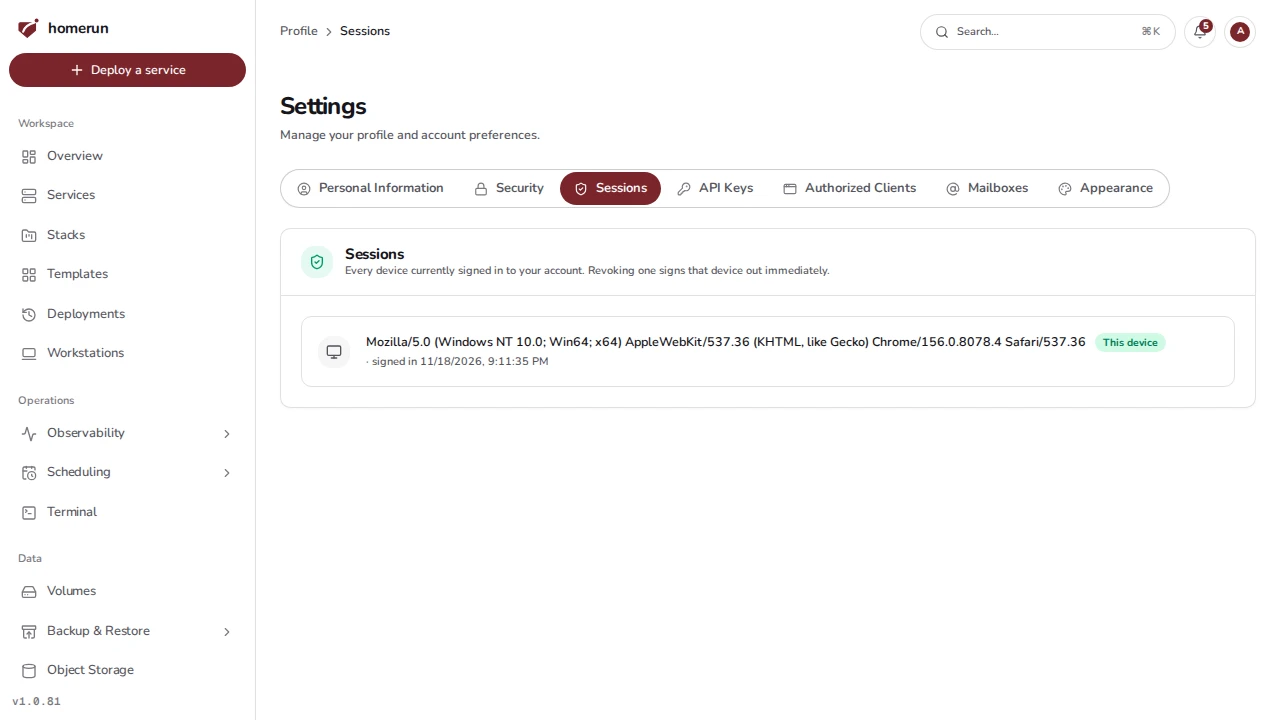 homerun
Profile > Sessions
Search...
⌘K
5
A
Deploy a service
Workspace
Overview
Services
Stacks
Templates
Deployments
Workstations
Operations
Observability
Scheduling
Terminal
Data
Volumes
Backup & Restore
Object Storage
v1.0.81
Settings
Manage your profile and account preferences.
Personal Information
Security
Sessions
API Keys
Authorized Clients
Mailboxes
Appearance
Sessions
Every device currently signed in to your account. Revoking one signs that device out immediately.
Mozilla/5.0 (Windows NT 10.0; Win64; x64) AppleWebKit/537.36 (KHTML, like Gecko) Chrome/156.0.8078.4 Safari/537.36 This device
· signed in 11/18/2026, 9:11:35 PM